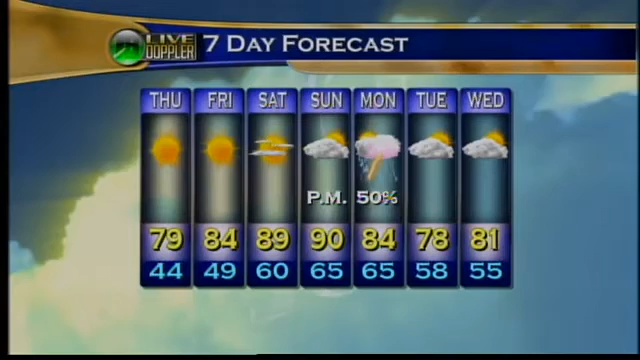 LIVE DOPPLER
7 DAY FORECAST
THU FRI SAT SUN MON TUE WED
P.M. 50%
79 84 89 90 84 78 81
44 49 60 65 65 58 55